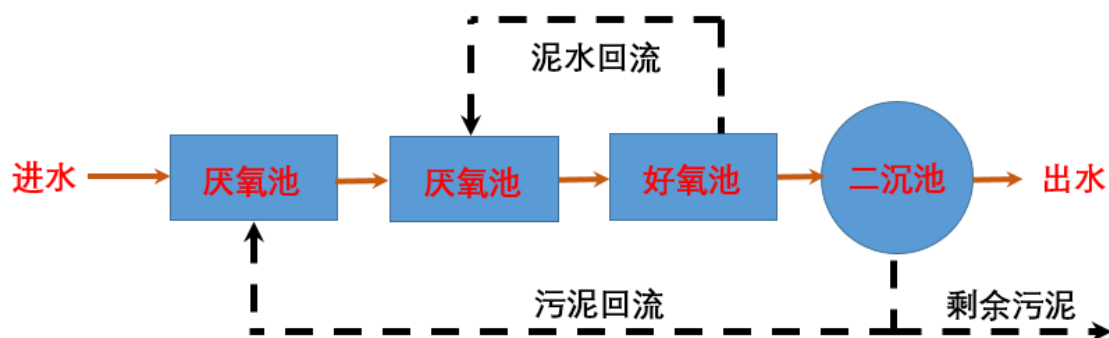 泥水回流
进水
厌氧池
厌氧池
好氧池
二沉池
出水
污泥回流
剩余污泥